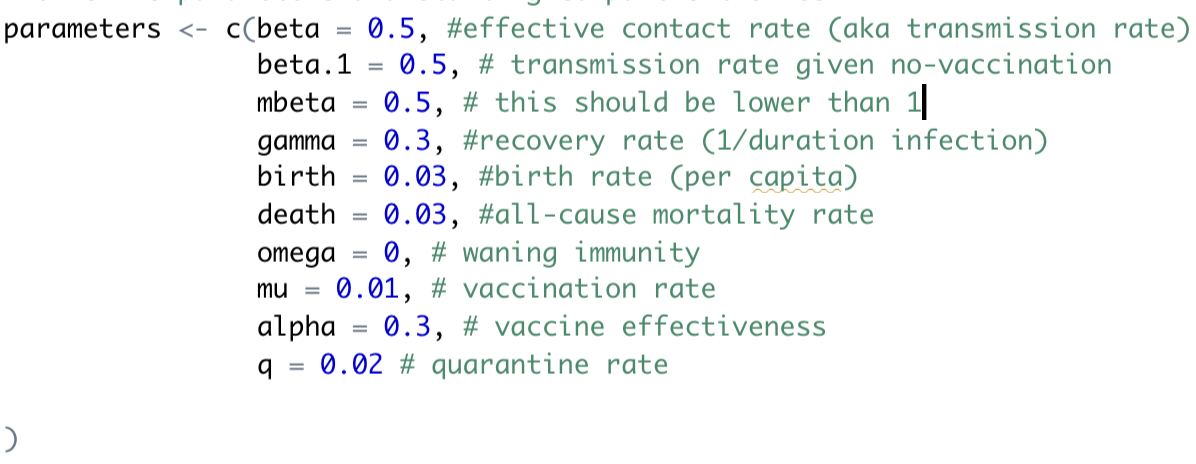 parameters <- c(beta = 0.5, #effective contact rate (aka transmission rate)
beta.1 = 0.5, # transmission rate given no-vaccination
mbeta = 0.5, # this should be lower than 1
gamma = 0.3, #recovery rate (1/duration infection)
birth = 0.03, #birth rate (per capita)
death = 0.03, #all-cause mortality rate
omega = 0, # waning immunity
mu = 0.01, # vaccination rate
alpha = 0.3, # vaccine effectiveness
q = 0.02 # quarantine rate
)